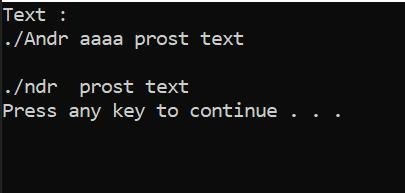 Text :
./Andr aaaa prost text
./ndr  prost text
Press any key to continue . . .